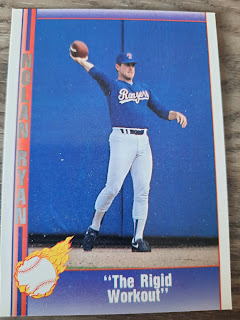 NOLAN RYAN
Rangers
"The Rigid
Workout"